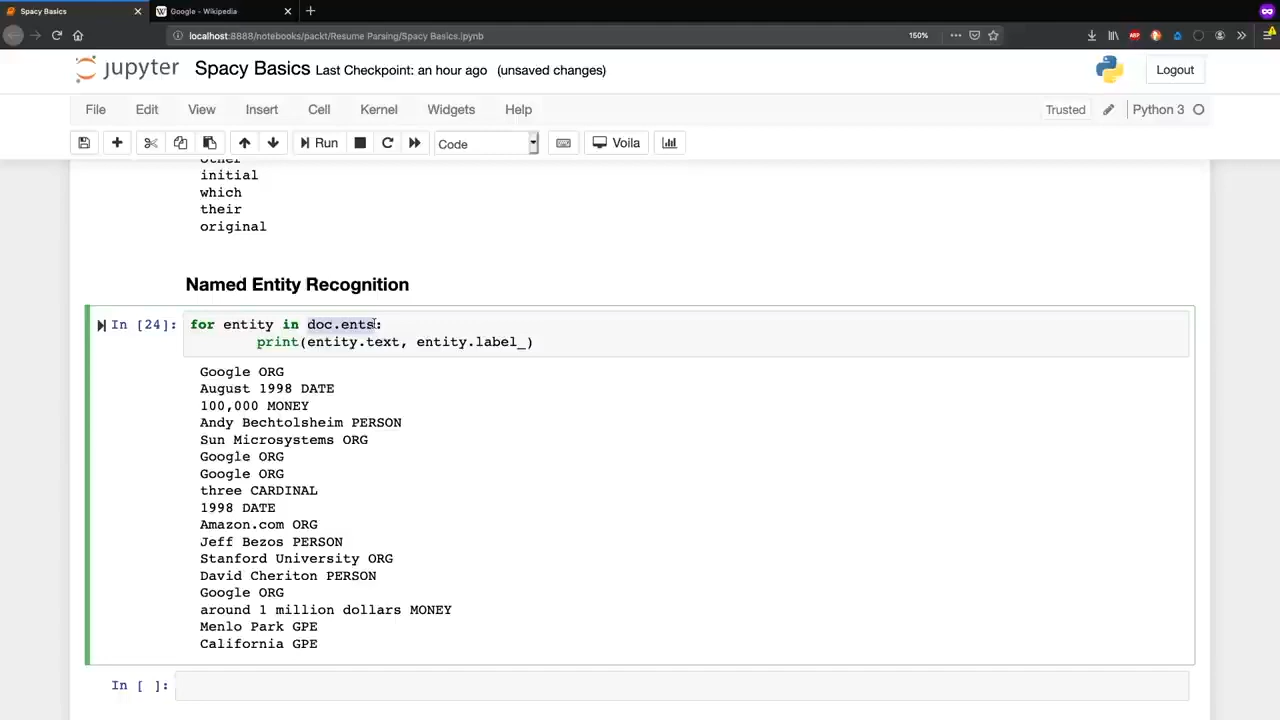 Spacy Basics
Google - Wikipedia
localhost:8888/notebooks/packt/Resume Parsing/Spacy Basics.ipynb
150%
jupyter Spacy Basics Last Checkpoint: an hour ago (unsaved changes)
Logout
File Edit View Insert Cell Kernel Widgets Help
Trusted
Python 3
Run
Code
Voila
other
initial
which
their
original
Named Entity Recognition
In [24]: for entity in doc.ents:
print(entity.text, entity.label_)
Google ORG
August 1998 DATE
100,000 MONEY
Andy Bechtolsheim PERSON
Sun Microsystems ORG
Google ORG
Google ORG
three CARDINAL
1998 DATE
Amazon.com ORG
Jeff Bezos PERSON
Stanford University ORG
David Cheriton PERSON
Google ORG
around 1 million dollars MONEY
Menlo Park GPE
California GPE
In [ ]: